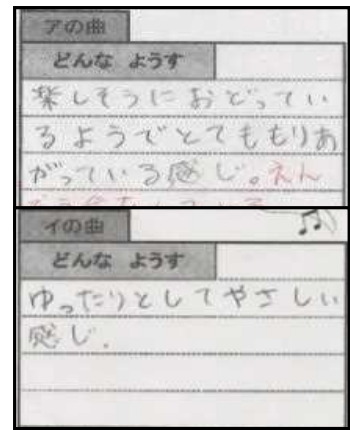 アの曲
どんな ようす
楽しそうにおどってい
るようでとてももりあ
がっている感じ。えん
イの曲
どんな ようす
ゆったりとしてやさしい
感じ.